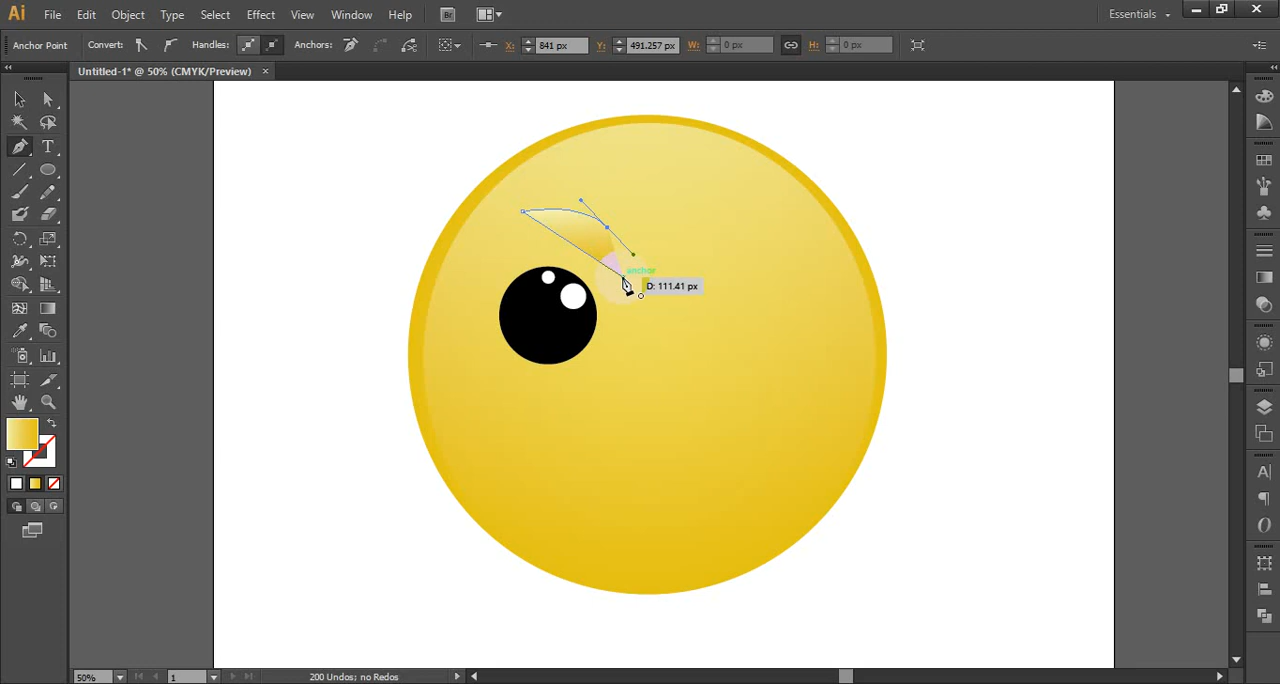 Ai File Edit Object Type Select Effect View Window Help Br Essentials
Anchor Point Convert: Handles: Anchors: X: 841 px Y: 491.257 px W: 0 px H: 0 px
Untitled-1* @ 50% (CMYK/Preview) ×
anchor
D: 111.41 px
50% 1 200 Undos; no Redos